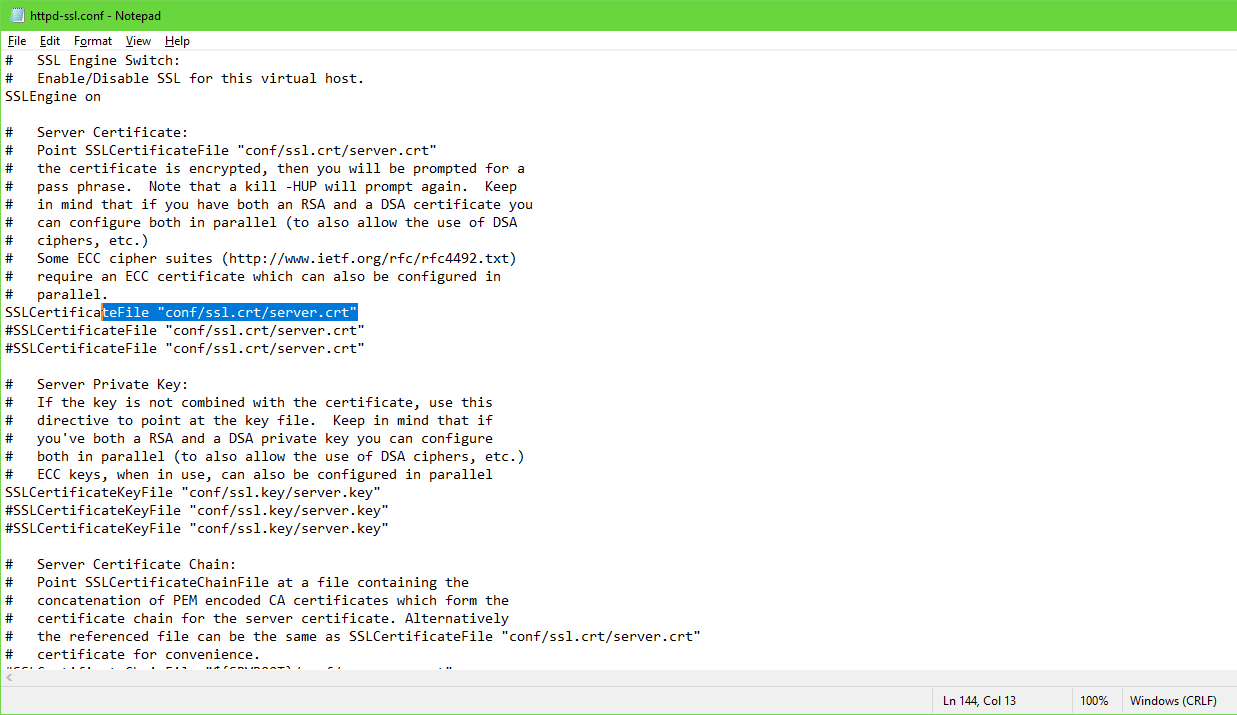 httpd-ssl.conf - Notepad
File Edit Format View Help
#   SSL Engine Switch:
#   Enable/Disable SSL for this virtual host.
SSLEngine on
#   Server Certificate:
#   Point SSLCertificateFile "conf/ssl.crt/server.crt"
#   the certificate is encrypted, then you will be prompted for a
#   pass phrase.  Note that a kill -HUP will prompt again.  Keep
#   in mind that if you have both an RSA and a DSA certificate you
#   can configure both in parallel (to also allow the use of DSA
#   ciphers, etc.)
#   Some ECC cipher suites (http://www.ietf.org/rfc/rfc4492.txt)
#   require an ECC certificate which can also be configured in
#   parallel.
SSLCertificateFile "conf/ssl.crt/server.crt"
#SSLCertificateFile "conf/ssl.crt/server.crt"
#SSLCertificateFile "conf/ssl.crt/server.crt"
#   Server Private Key:
#   If the key is not combined with the certificate, use this
#   directive to point at the key file.  Keep in mind that if
#   you've both a RSA and a DSA private key you can configure
#   both in parallel (to also allow the use of DSA ciphers, etc.)
#   ECC keys, when in use, can also be configured in parallel
SSLCertificateKeyFile "conf/ssl.key/server.key"
#SSLCertificateKeyFile "conf/ssl.key/server.key"
#SSLCertificateKeyFile "conf/ssl.key/server.key"
#   Server Certificate Chain:
#   Point SSLCertificateChainFile at a file containing the
#   concatenation of PEM encoded CA certificates which form the
#   certificate chain for the server certificate. Alternatively
#   the referenced file can be the same as SSLCertificateFile "conf/ssl.crt/server.crt"
#   certificate for convenience.
Ln 144, Col 13
100%
Windows (CRLF)